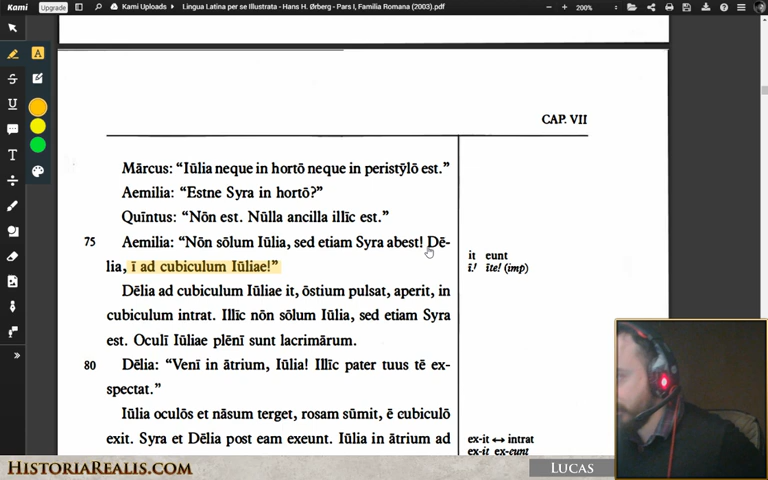 Kami Upgrade Kami Uploads > Lingua Latina per se Illustrata - Hans H. Ørberg - Pars I, Familia Romana (2003).pdf 200%
CAP. VII
Mārcus: “Iūlia neque in hortō neque in peristȳlō est.”
Aemilia: “Estne Syra in hortō?”
Quīntus: “Nōn est. Nūlla ancilla illīc est.”
75 Aemilia: “Nōn sōlum Iūlia, sed etiam Syra abest! Dē-
lia, ī ad cubiculum Iūliae!”
it eunt
ī! īte! (imp)
Dēlia ad cubiculum Iūliae it, ōstium pulsat, aperit, in
cubiculum intrat. Illīc nōn sōlum Iūlia, sed etiam Syra
est. Oculī Iūliae plēnī sunt lacrimārum.
80 Dēlia: “Venī in ātrium, Iūlia! Illīc pater tuus tē ex-
spectat.”
Iūlia oculōs et nāsum terget, rosam sūmit, ē cubiculō
exit. Syra et Dēlia post eam exeunt. Iūlia in ātrium ad
ex-it ↔ intrat
ex-it ex-eunt
HISTORIAREALIS.COM
LUCAS